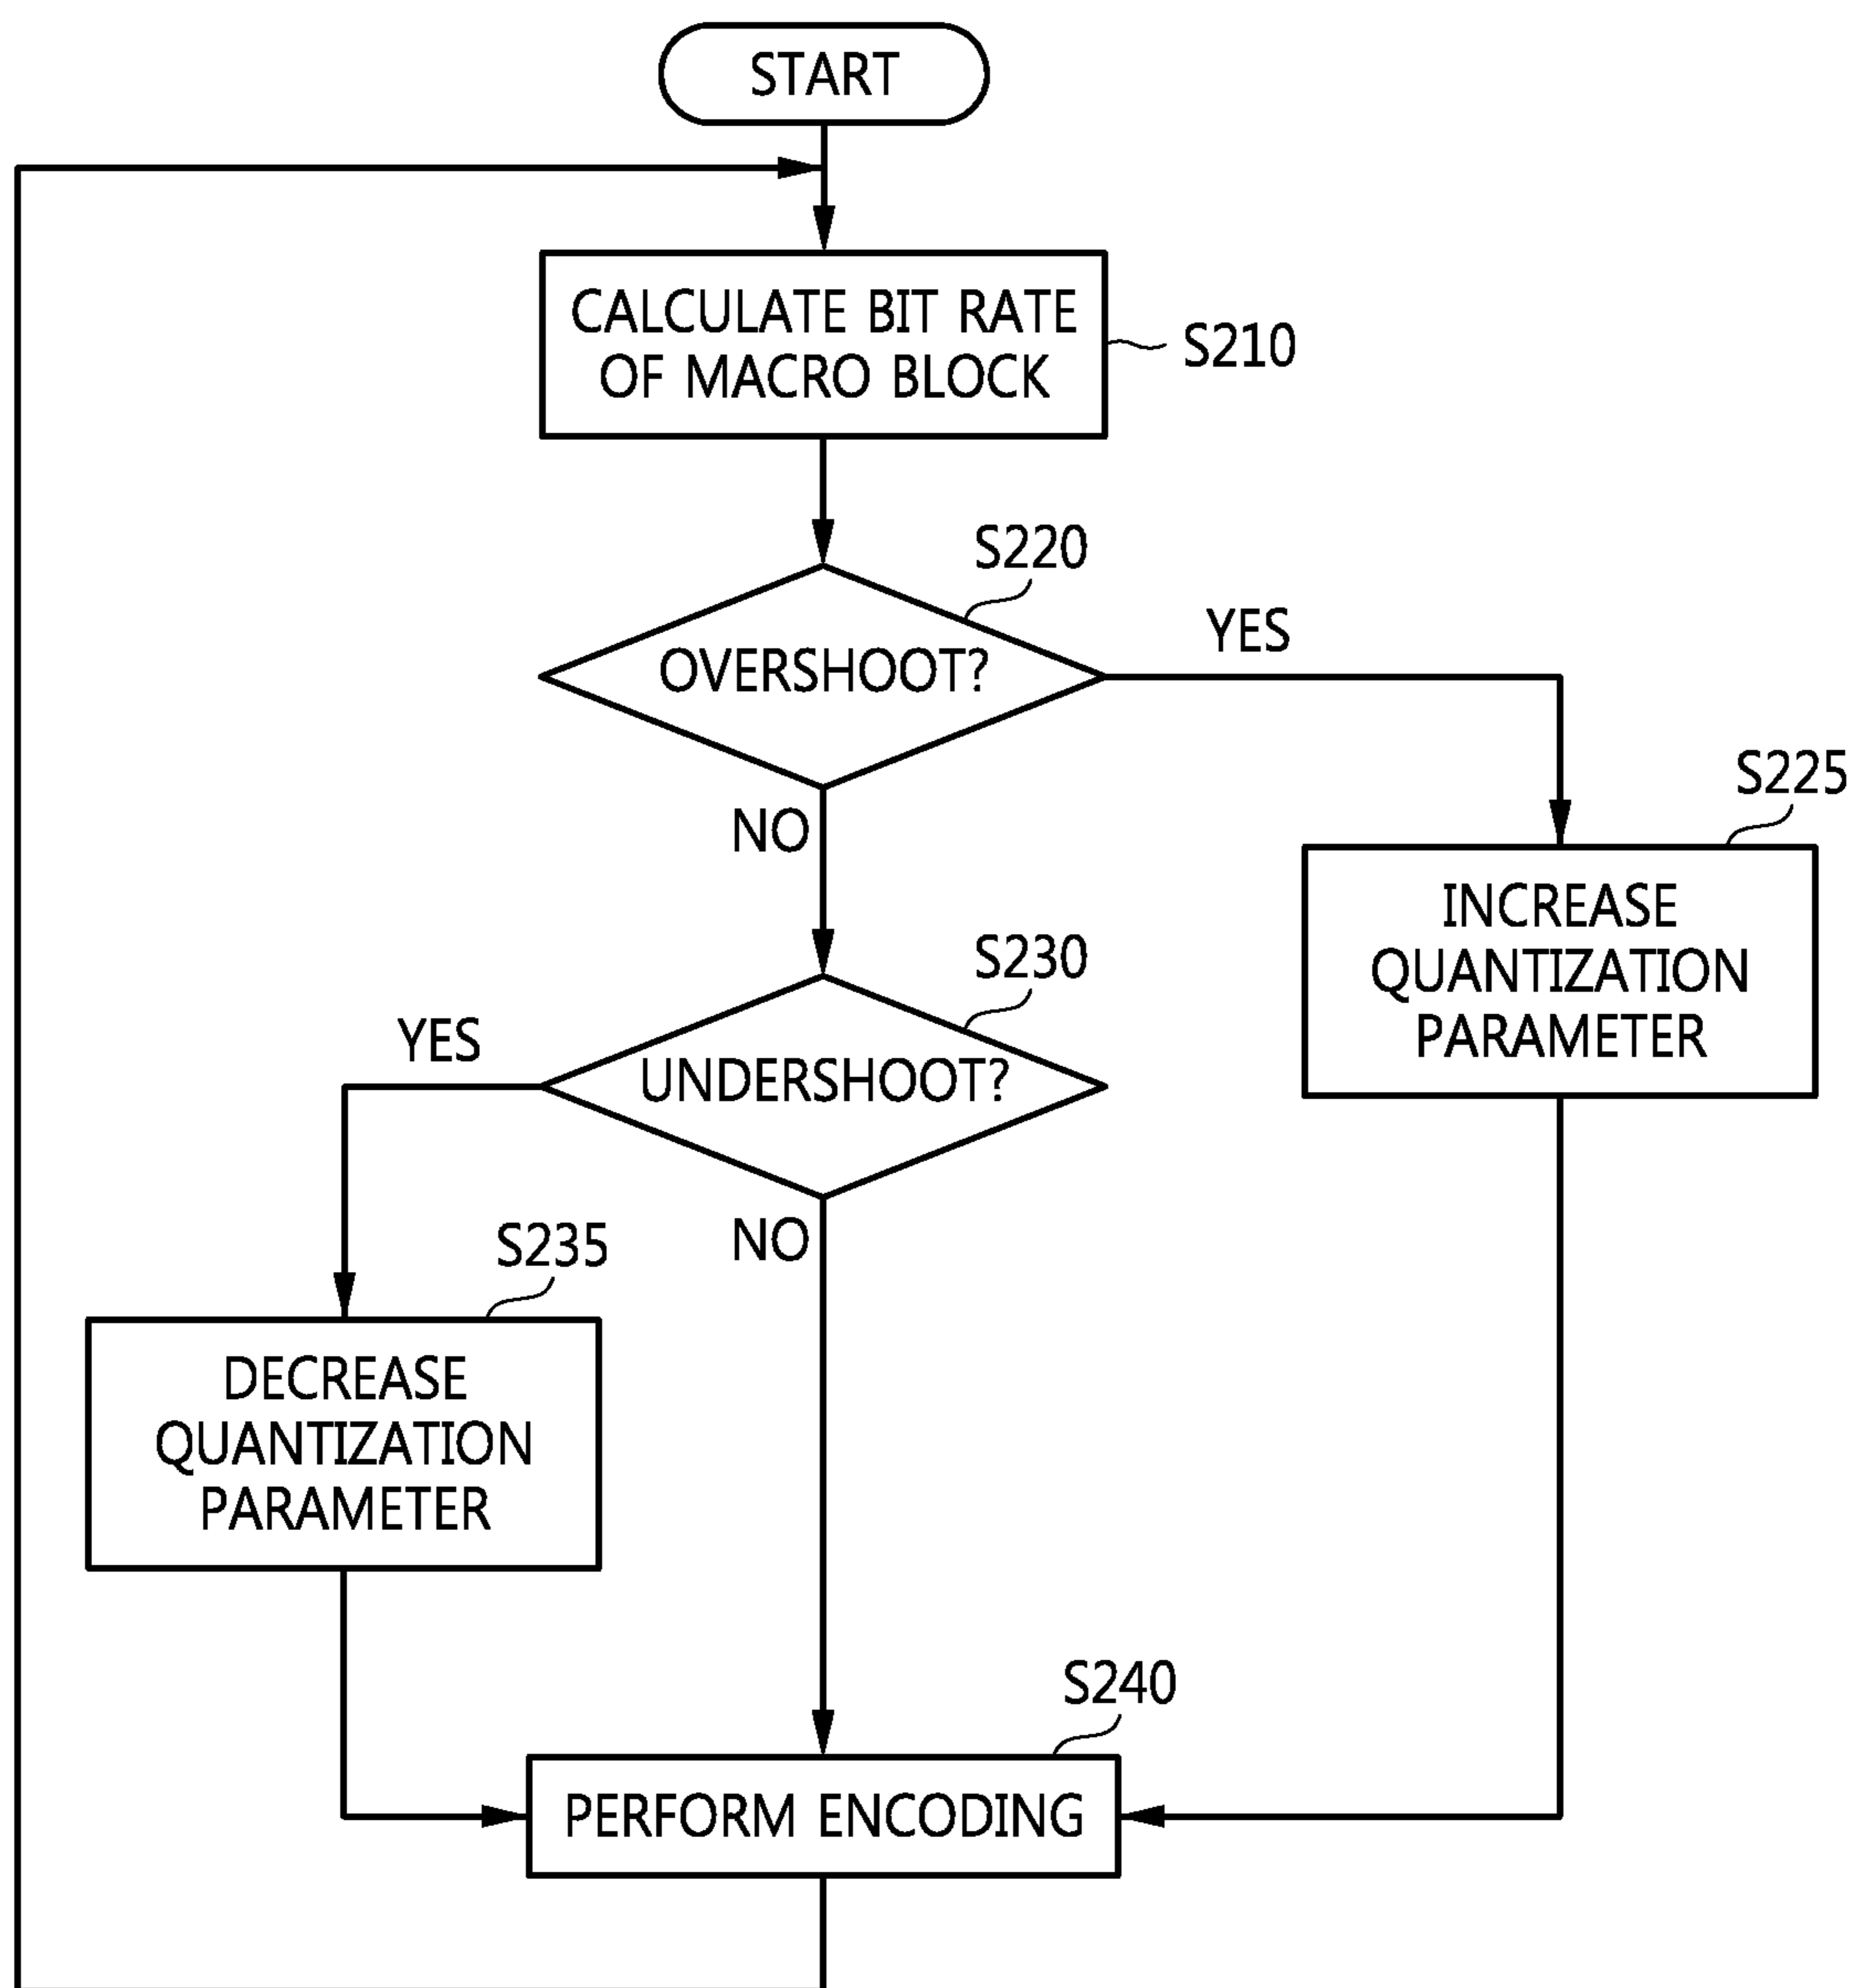 START
CALCULATE BIT RATE
OF MACRO BLOCK
S210
S220
OVERSHOOT?
YES
NO
S225
INCREASE
QUANTIZATION
PARAMETER
S230
UNDERSHOOT?
YES
NO
S235
DECREASE
QUANTIZATION
PARAMETER
S240
PERFORM ENCODING